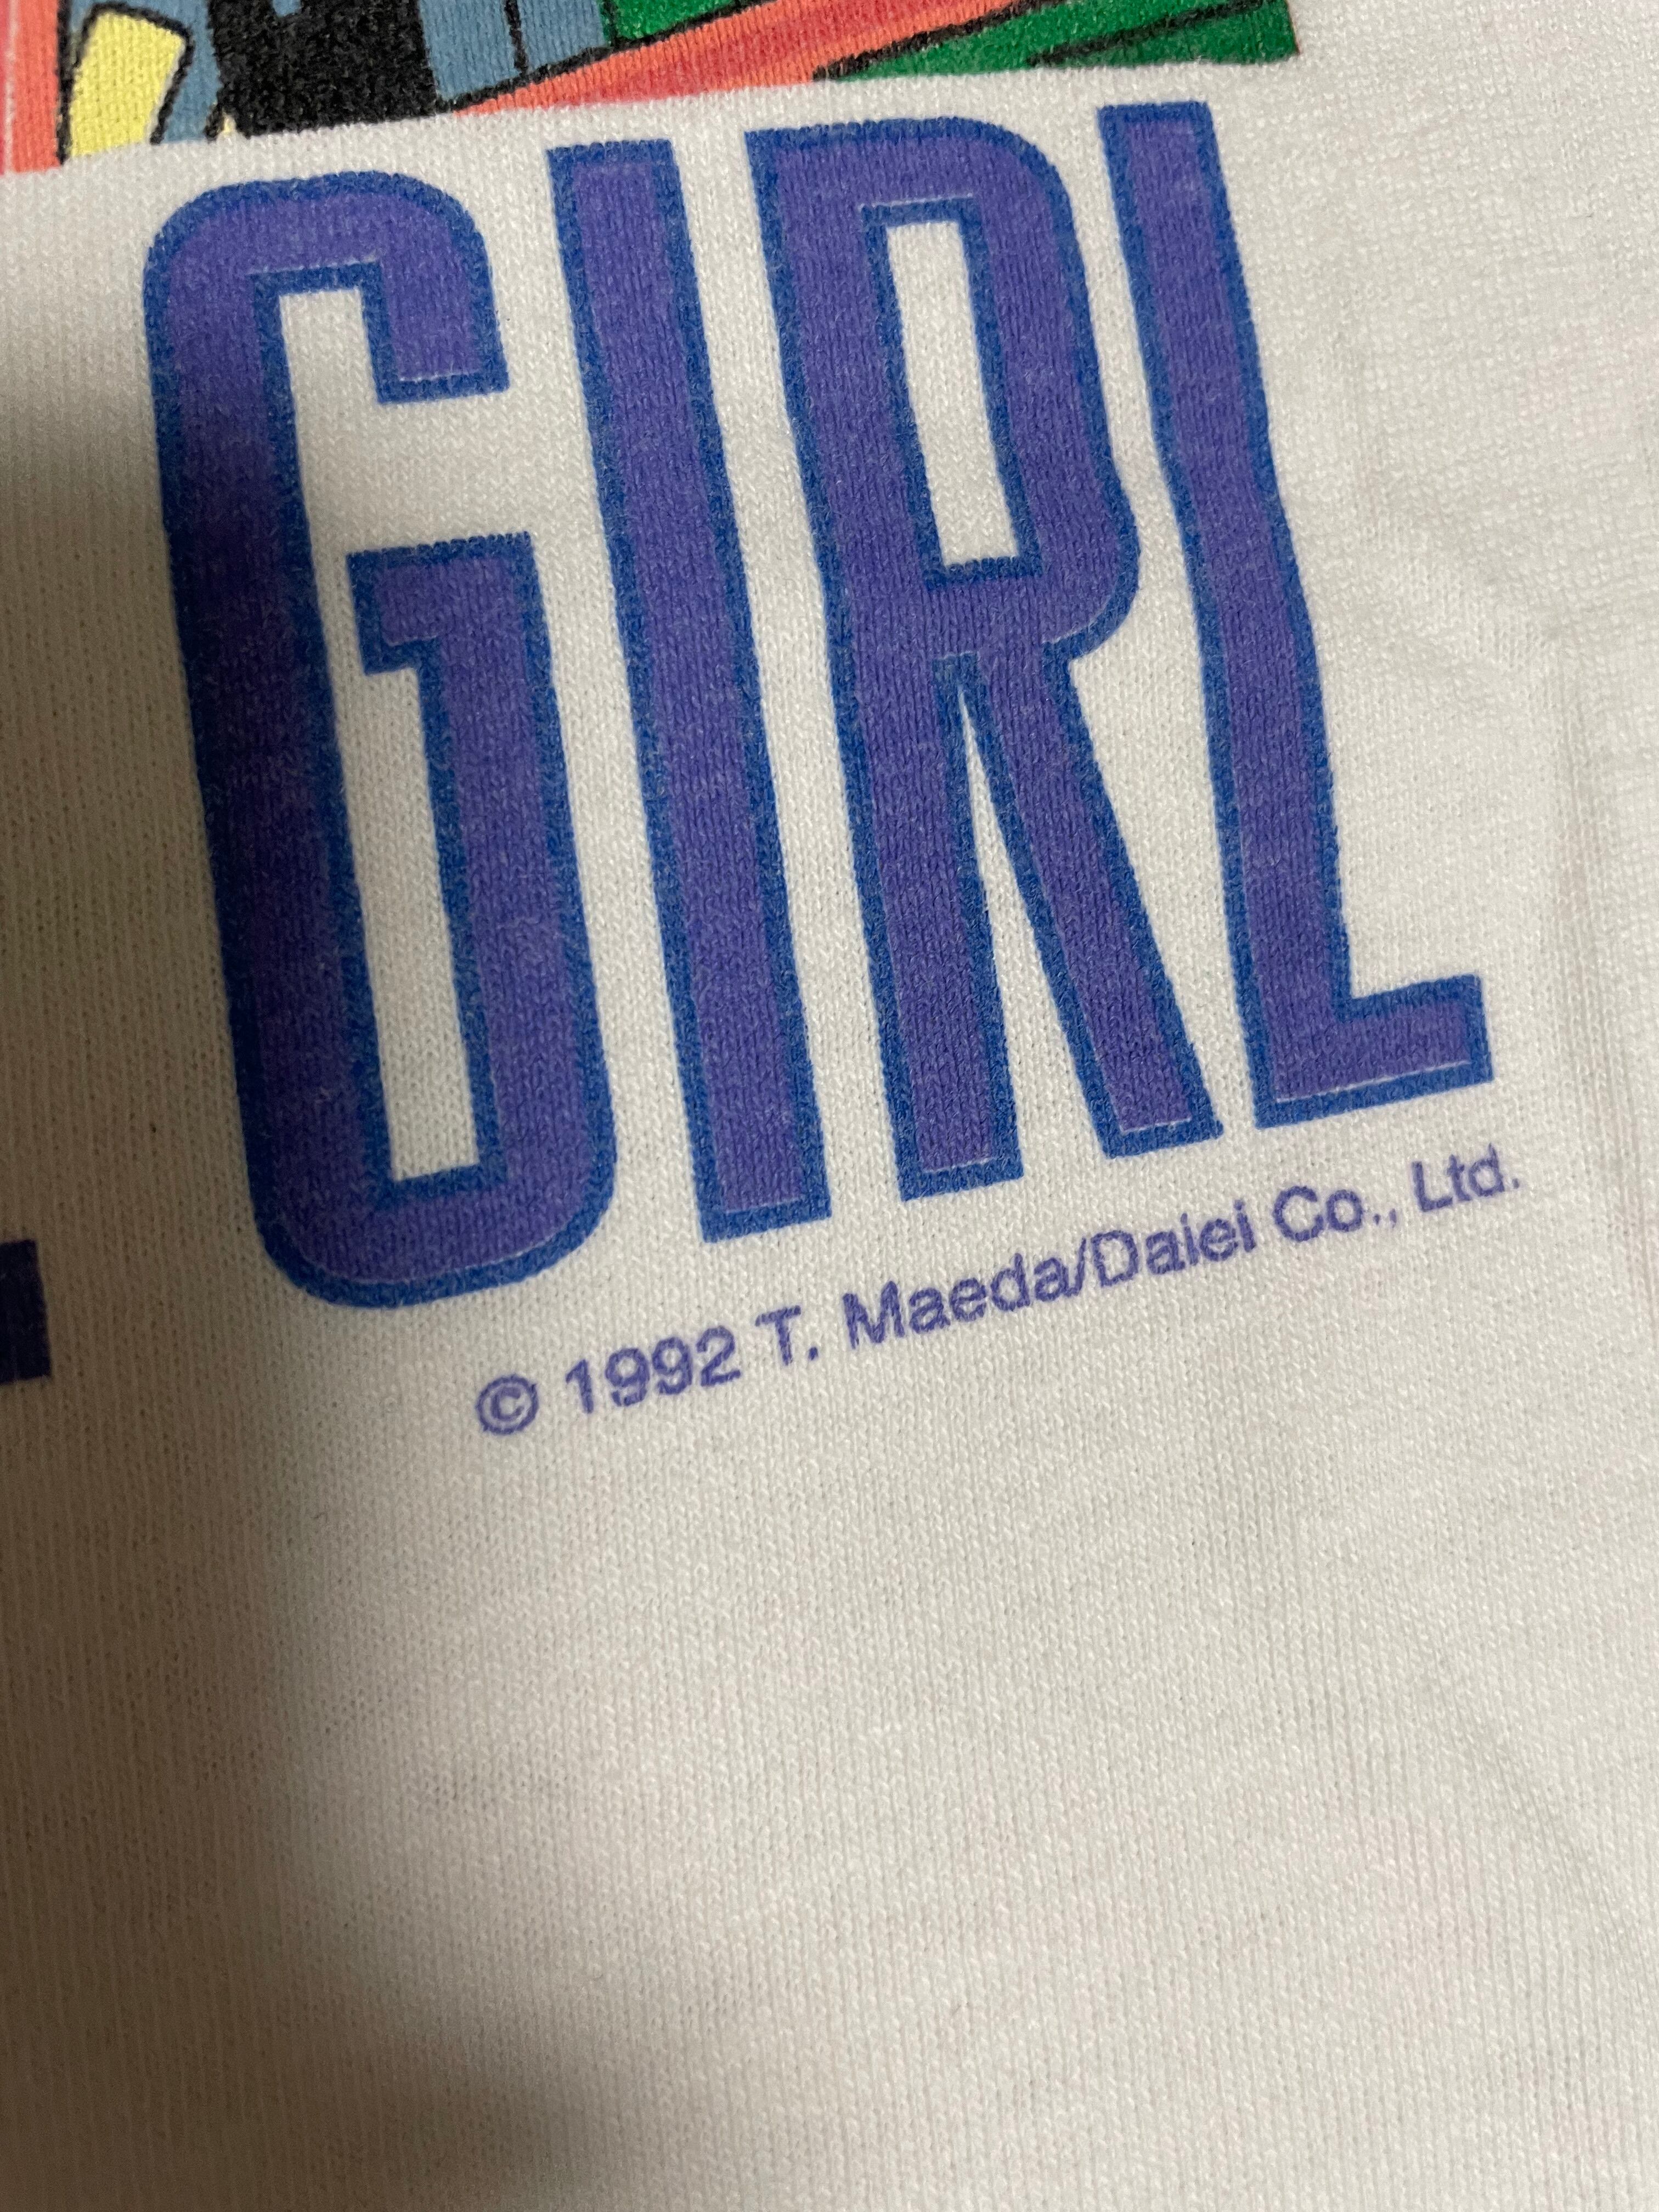 GIRL
© 1992 T. Maeda/Daiei Co., Ltd.